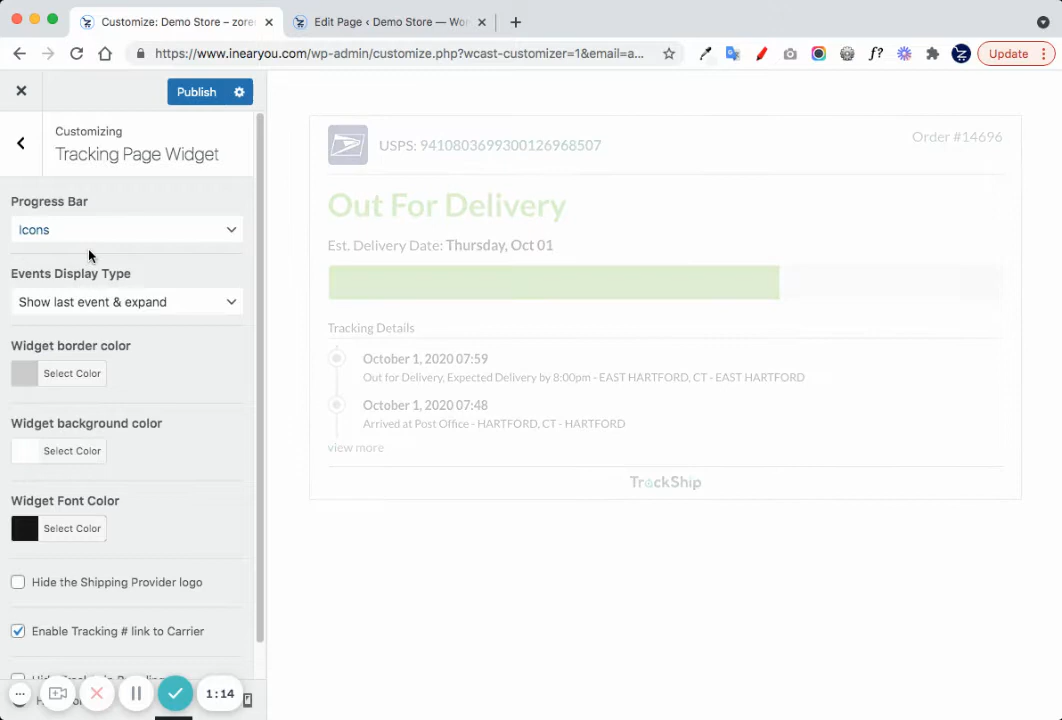 Customize: Demo Store – zore
Edit Page ‹ Demo Store — Wor
https://www.inearyou.com/wp-admin/customize.php?wcast-customizer=1&email=a...
f?
Update
Publish
Customizing
Tracking Page Widget
Progress Bar
Icons
Events Display Type
Show last event & expand
Widget border color
Select Color
Widget background color
Select Color
Widget Font Color
Select Color
Hide the Shipping Provider logo
Enable Tracking # link to Carrier
1:14
USPS: 9410803699300126968507
Order #14696
Out For Delivery
Est. Delivery Date: Thursday, Oct 01
Tracking Details
October 1, 2020 07:59
Out for Delivery, Expected Delivery by 8:00pm - EAST HARTFORD, CT - EAST HARTFORD
October 1, 2020 07:48
Arrived at Post Office - HARTFORD, CT - HARTFORD
view more
TrackShip